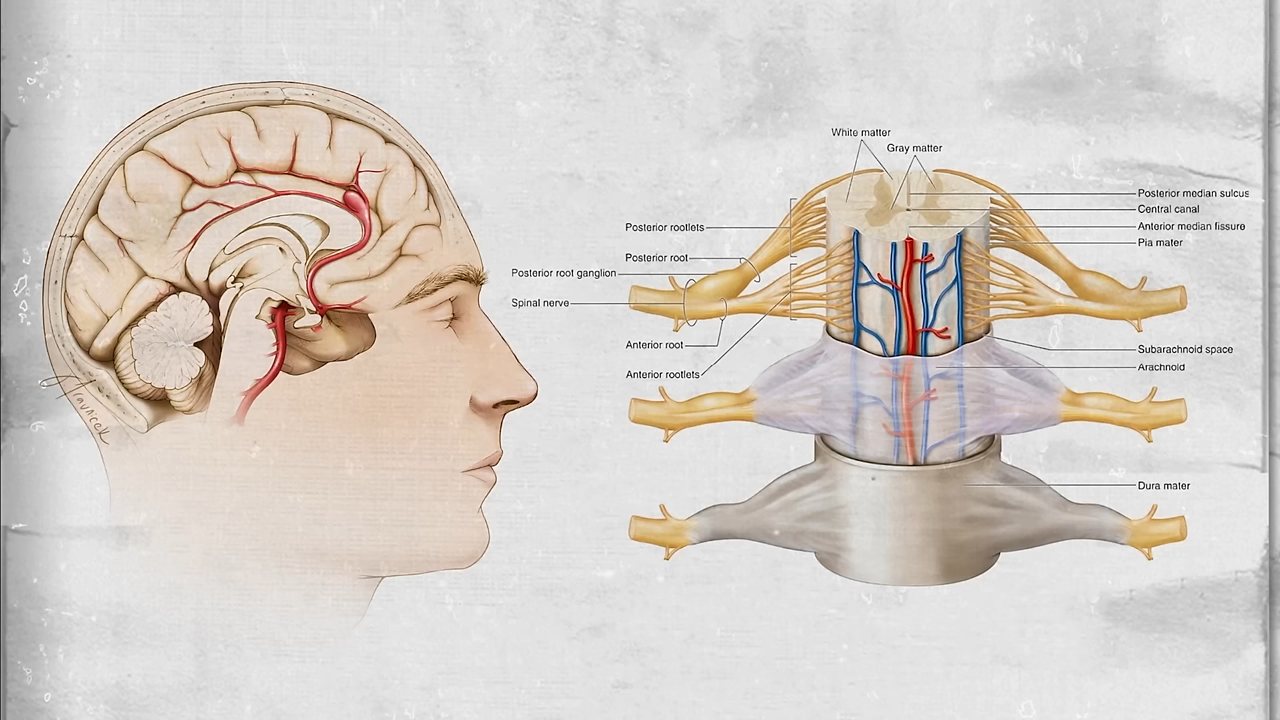 White matter
Gray matter
Posterior median sulcus
Central canal
Posterior rootlets
Anterior median fissure
Pia mater
Posterior root
Posterior root ganglion
Spinal nerve
Anterior root
Subarachnoid space
Arachnoid
Anterior rootlets
Travnicek
Dura mater